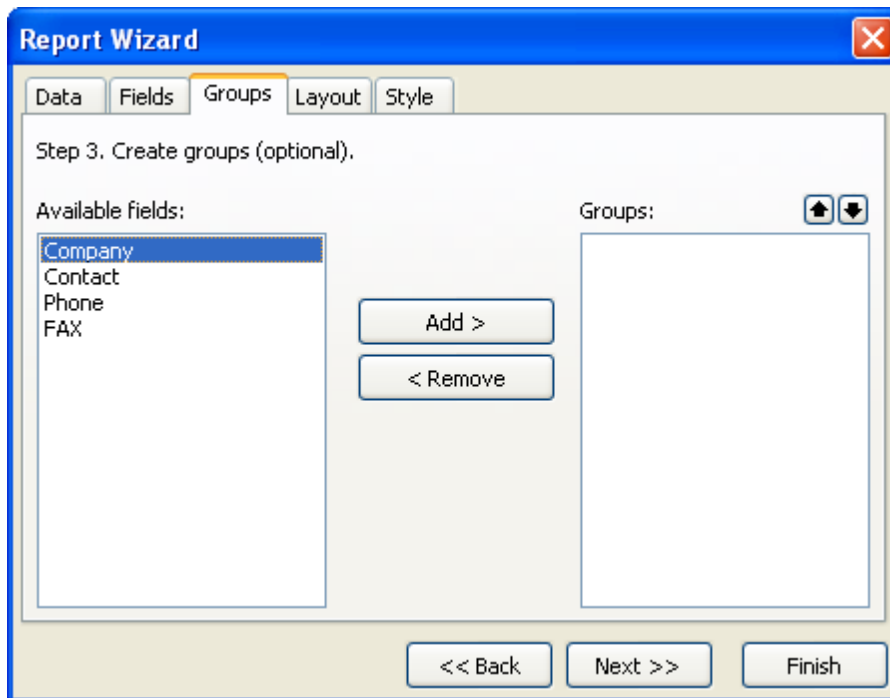 Report Wizard
Data Fields Groups Layout Style
Step 3. Create groups (optional).
Available fields: Groups:
Company
Contact
Phone
FAX
Add >
< Remove
<< Back Next >> Finish